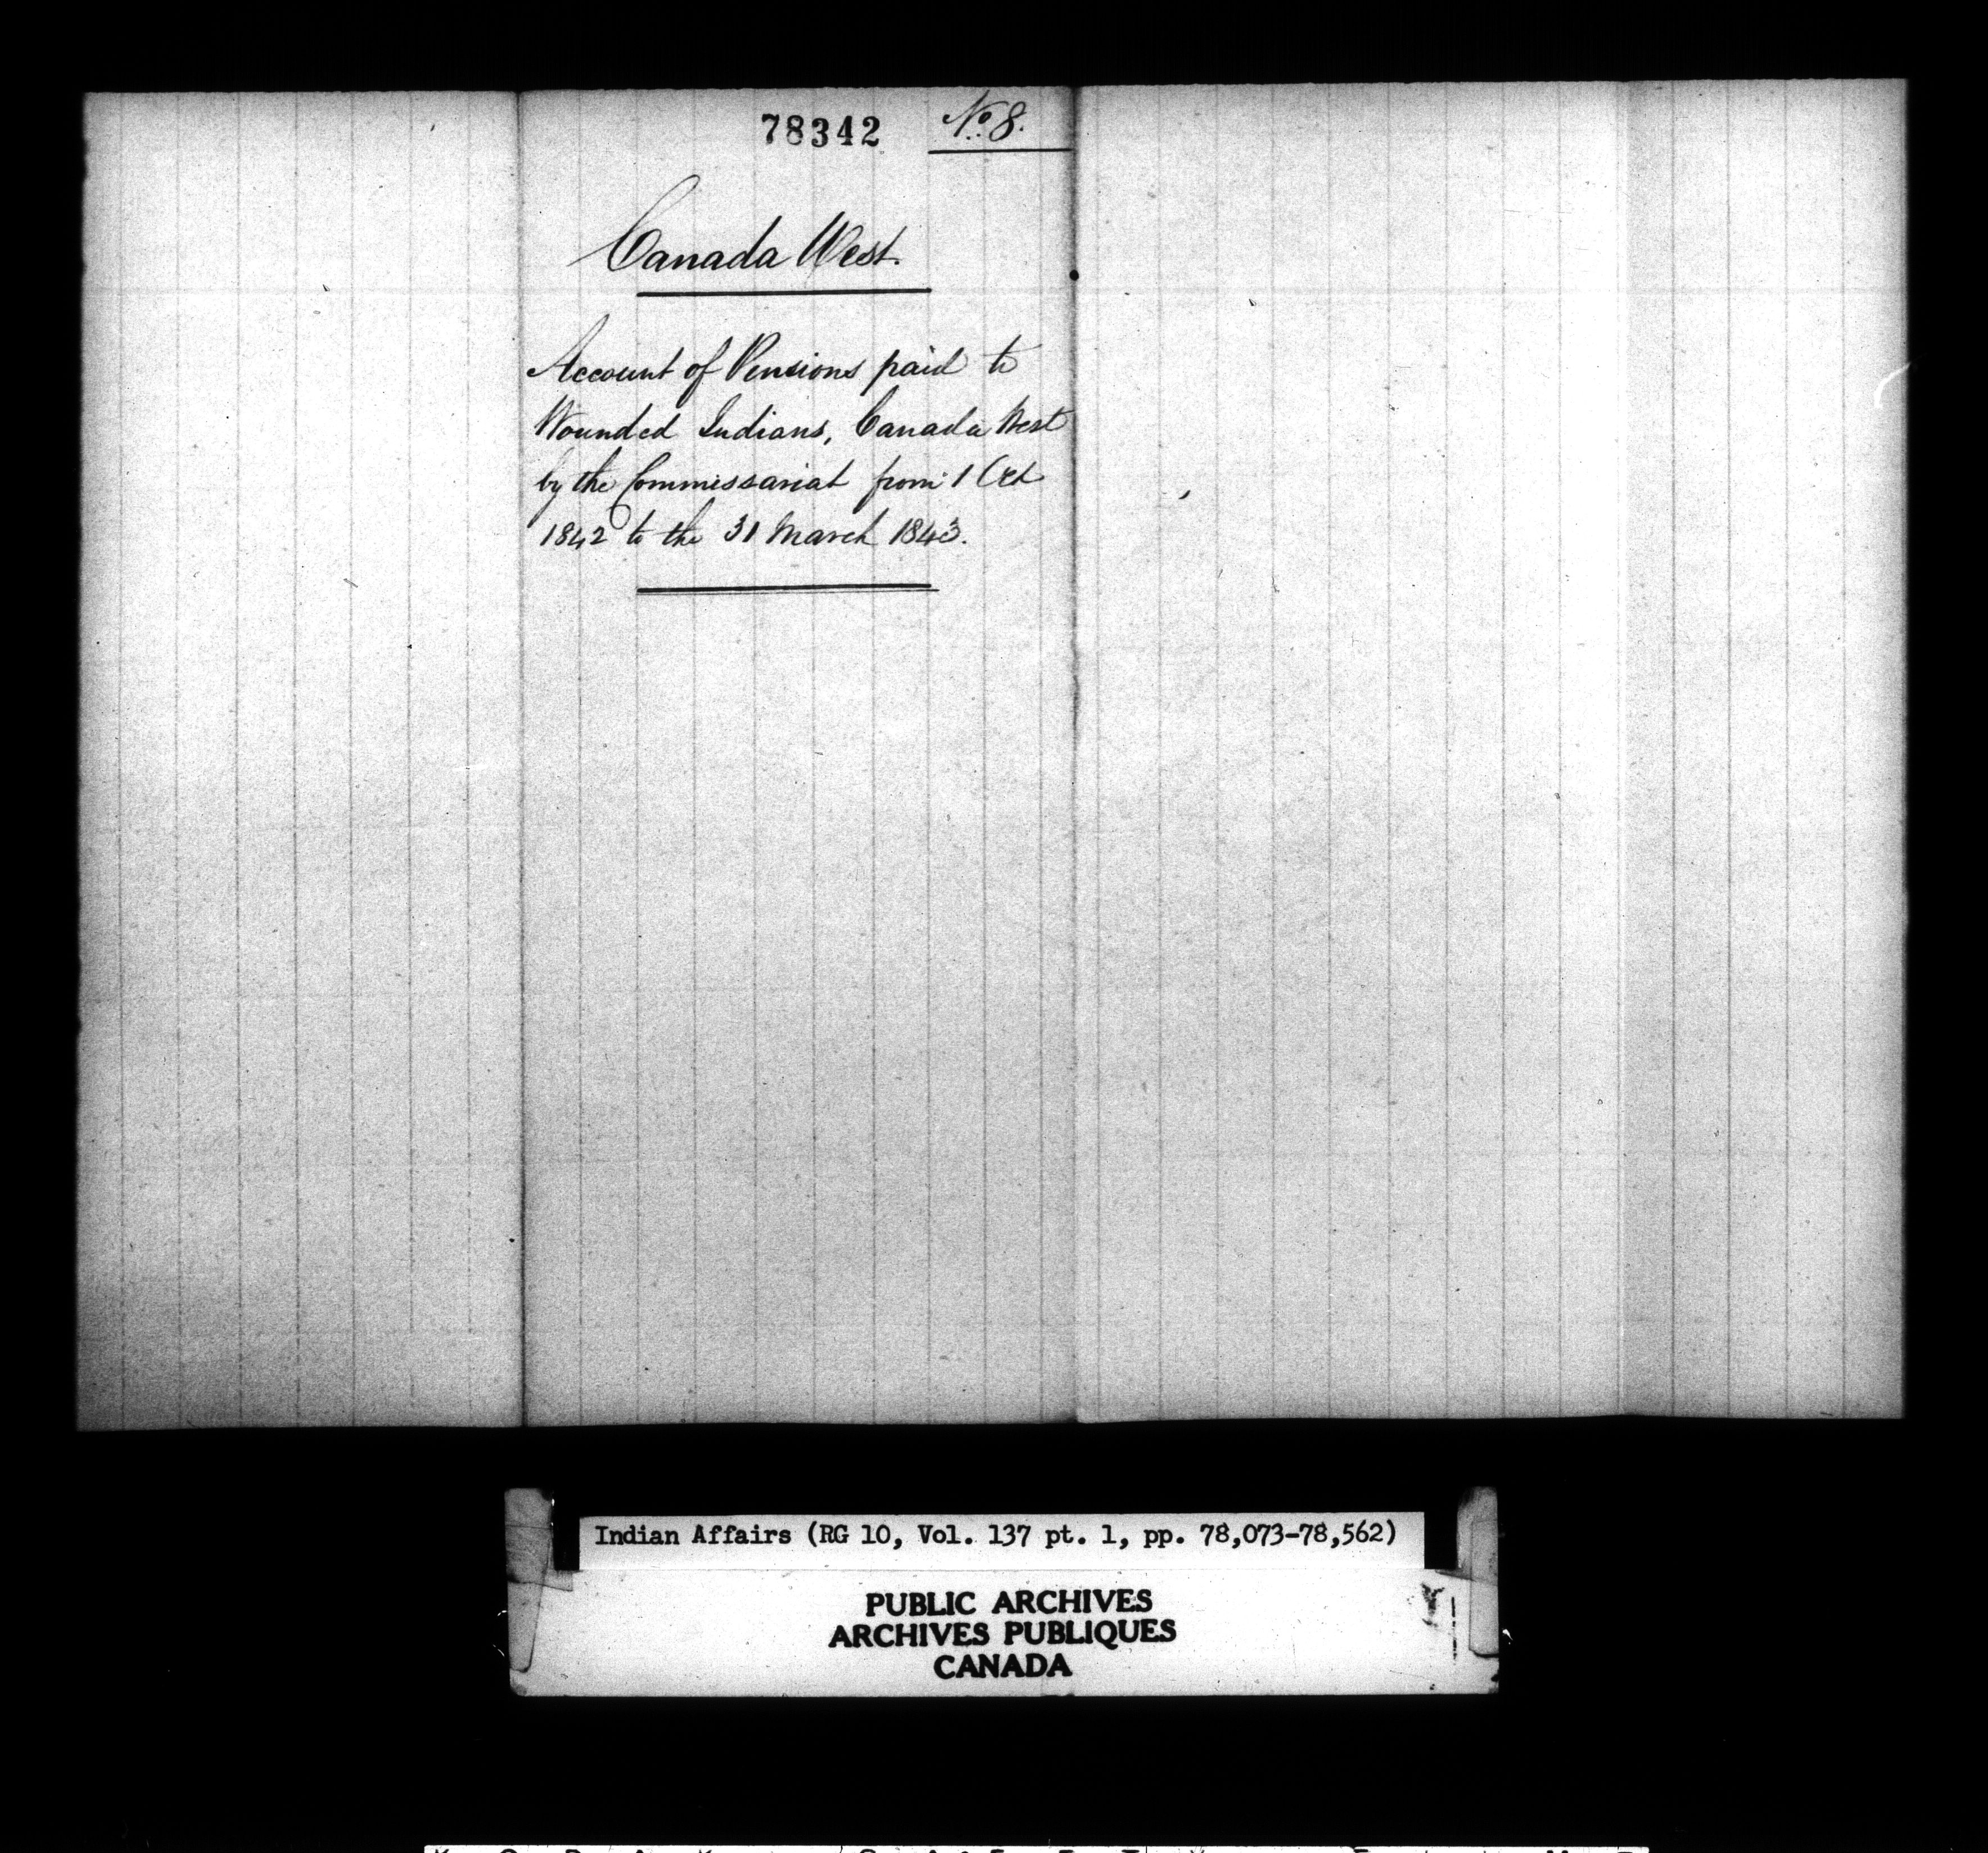 78342 No. 8.
Canada West.
Account of Pensions paid to
Wounded Indians, Canada West
by the Commissariat from 1 Oct
1842 to the 31 March 1843.
Indian Affairs (RG 10, Vol. 137 pt. 1, pp. 78,073-78,562)
PUBLIC ARCHIVES
ARCHIVES PUBLIQUES
CANADA